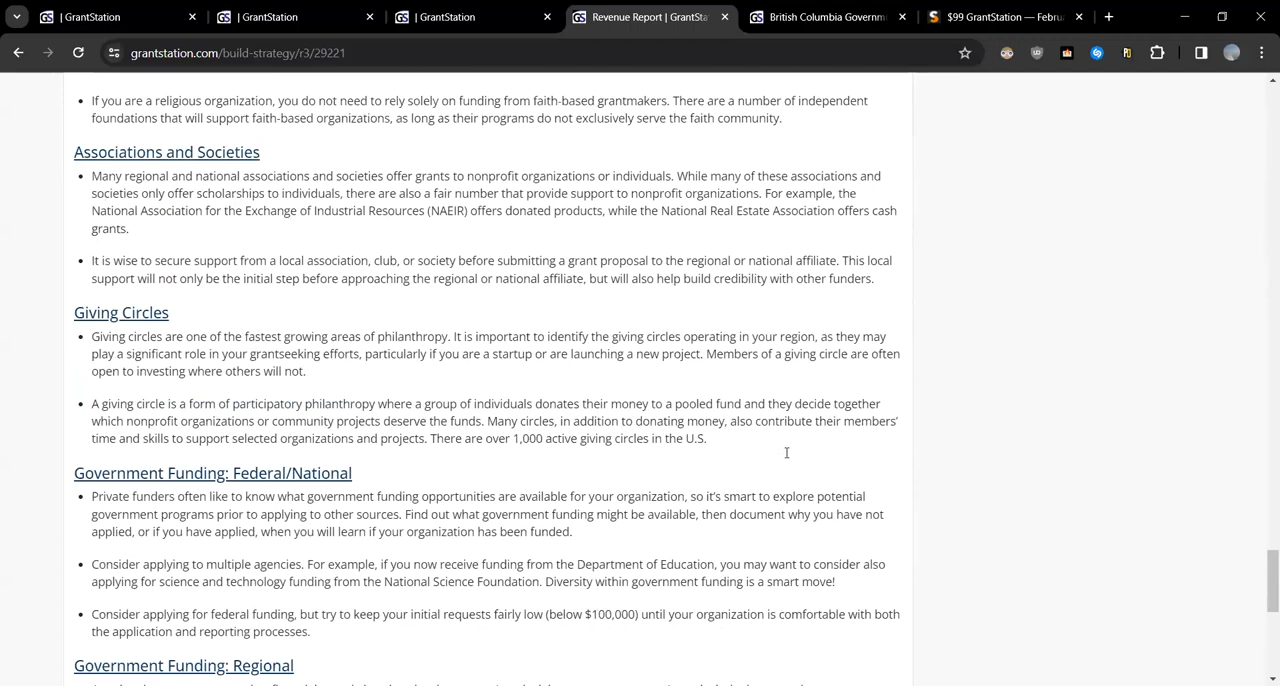 | GrantStation
| GrantStation
| GrantStation
Revenue Report | GrantSta
British Columbia Governm
$99 GrantStation — Febru
grantstation.com/build-strategy/r3/29221
• If you are a religious organization, you do not need to rely solely on funding from faith-based grantmakers. There are a number of independent
foundations that will support faith-based organizations, as long as their programs do not exclusively serve the faith community.
Associations and Societies
• Many regional and national associations and societies offer grants to nonprofit organizations or individuals. While many of these associations and
societies only offer scholarships to individuals, there are also a fair number that provide support to nonprofit organizations. For example, the
National Association for the Exchange of Industrial Resources (NAEIR) offers donated products, while the National Real Estate Association offers cash
grants.
• It is wise to secure support from a local association, club, or society before submitting a grant proposal to the regional or national affiliate. This local
support will not only be the initial step before approaching the regional or national affiliate, but will also help build credibility with other funders.
Giving Circles
• Giving circles are one of the fastest growing areas of philanthropy. It is important to identify the giving circles operating in your region, as they may
play a significant role in your grantseeking efforts, particularly if you are a startup or are launching a new project. Members of a giving circle are often
open to investing where others will not.
• A giving circle is a form of participatory philanthropy where a group of individuals donates their money to a pooled fund and they decide together
which nonprofit organizations or community projects deserve the funds. Many circles, in addition to donating money, also contribute their members'
time and skills to support selected organizations and projects. There are over 1,000 active giving circles in the U.S.
Government Funding: Federal/National
• Private funders often like to know what government funding opportunities are available for your organization, so it's smart to explore potential
government programs prior to applying to other sources. Find out what government funding might be available, then document why you have not
applied, or if you have applied, when you will learn if your organization has been funded.
• Consider applying to multiple agencies. For example, if you now receive funding from the Department of Education, you may want to consider also
applying for science and technology funding from the National Science Foundation. Diversity within government funding is a smart move!
• Consider applying for federal funding, but try to keep your initial requests fairly low (below $100,000) until your organization is comfortable with both
the application and reporting processes.
Government Funding: Regional